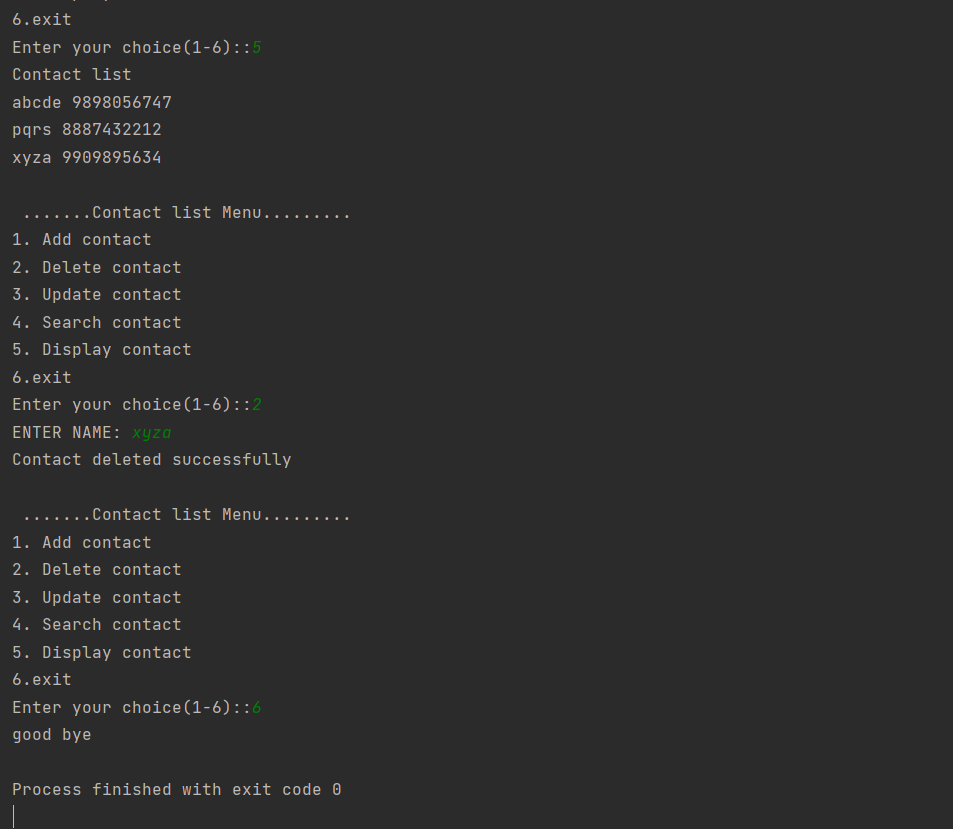 6.exit
Enter your choice(1-6)::5
Contact list
abcde 9898056747
pqrs 8887432212
xyza 9909895634
.......Contact list Menu.........
1. Add contact
2. Delete contact
3. Update contact
4. Search contact
5. Display contact
6.exit
Enter your choice(1-6)::2
ENTER NAME: xyza
Contact deleted successfully
.......Contact list Menu.........
1. Add contact
2. Delete contact
3. Update contact
4. Search contact
5. Display contact
6.exit
Enter your choice(1-6)::6
good bye
Process finished with exit code 0